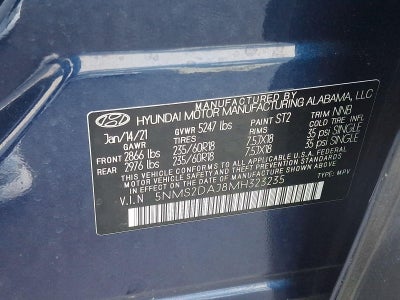 MANUFACTURED BY
HYUNDAI MOTOR MANUFACTURING ALABAMA, LLC
Jan/14/21 GVWR 5247 lbs PAINT ST2 TRIM NNB
GAWR TIRES RIMS COLD PSI
FRONT 2866 lbs 235/60R18 7.5JX18 35 psi SINGLE
REAR 2976 lbs 235/60R18 7.5JX18 35 psi SINGLE
THIS VEHICLE CONFORMS TO ALL APPLICABLE U.S. FEDERAL
MOTOR VEHICLE SAFETY AND THEFT PREVENTION STANDARDS
IN EFFECT ON THE DATE OF MANUFACTURE SHOWN ABOVE.
V.I.N 5NMS2DAJ8MH323235 TYPE: MPV